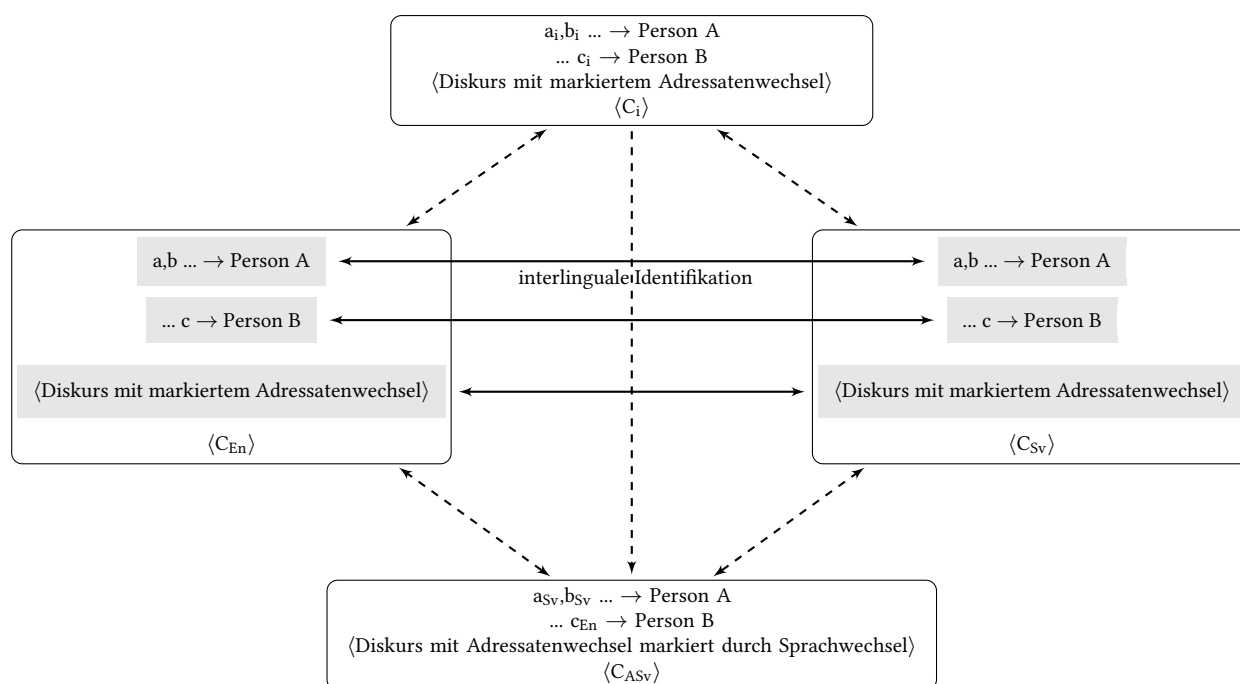 aᵢ,bᵢ ... → Person A
... cᵢ → Person B
⟨Diskurs mit markiertem Adressatenwechsel⟩
⟨Cᵢ⟩
a,b ... → Person A
... c → Person B
⟨Diskurs mit markiertem Adressatenwechsel⟩
⟨C_En⟩
interlinguale Identifikation
a,b ... → Person A
... c → Person B
⟨Diskurs mit markiertem Adressatenwechsel⟩
⟨C_Sv⟩
a_Sv,b_Sv ... → Person A
... c_En → Person B
⟨Diskurs mit Adressatenwechsel markiert durch Sprachwechsel⟩
⟨C_ASv⟩